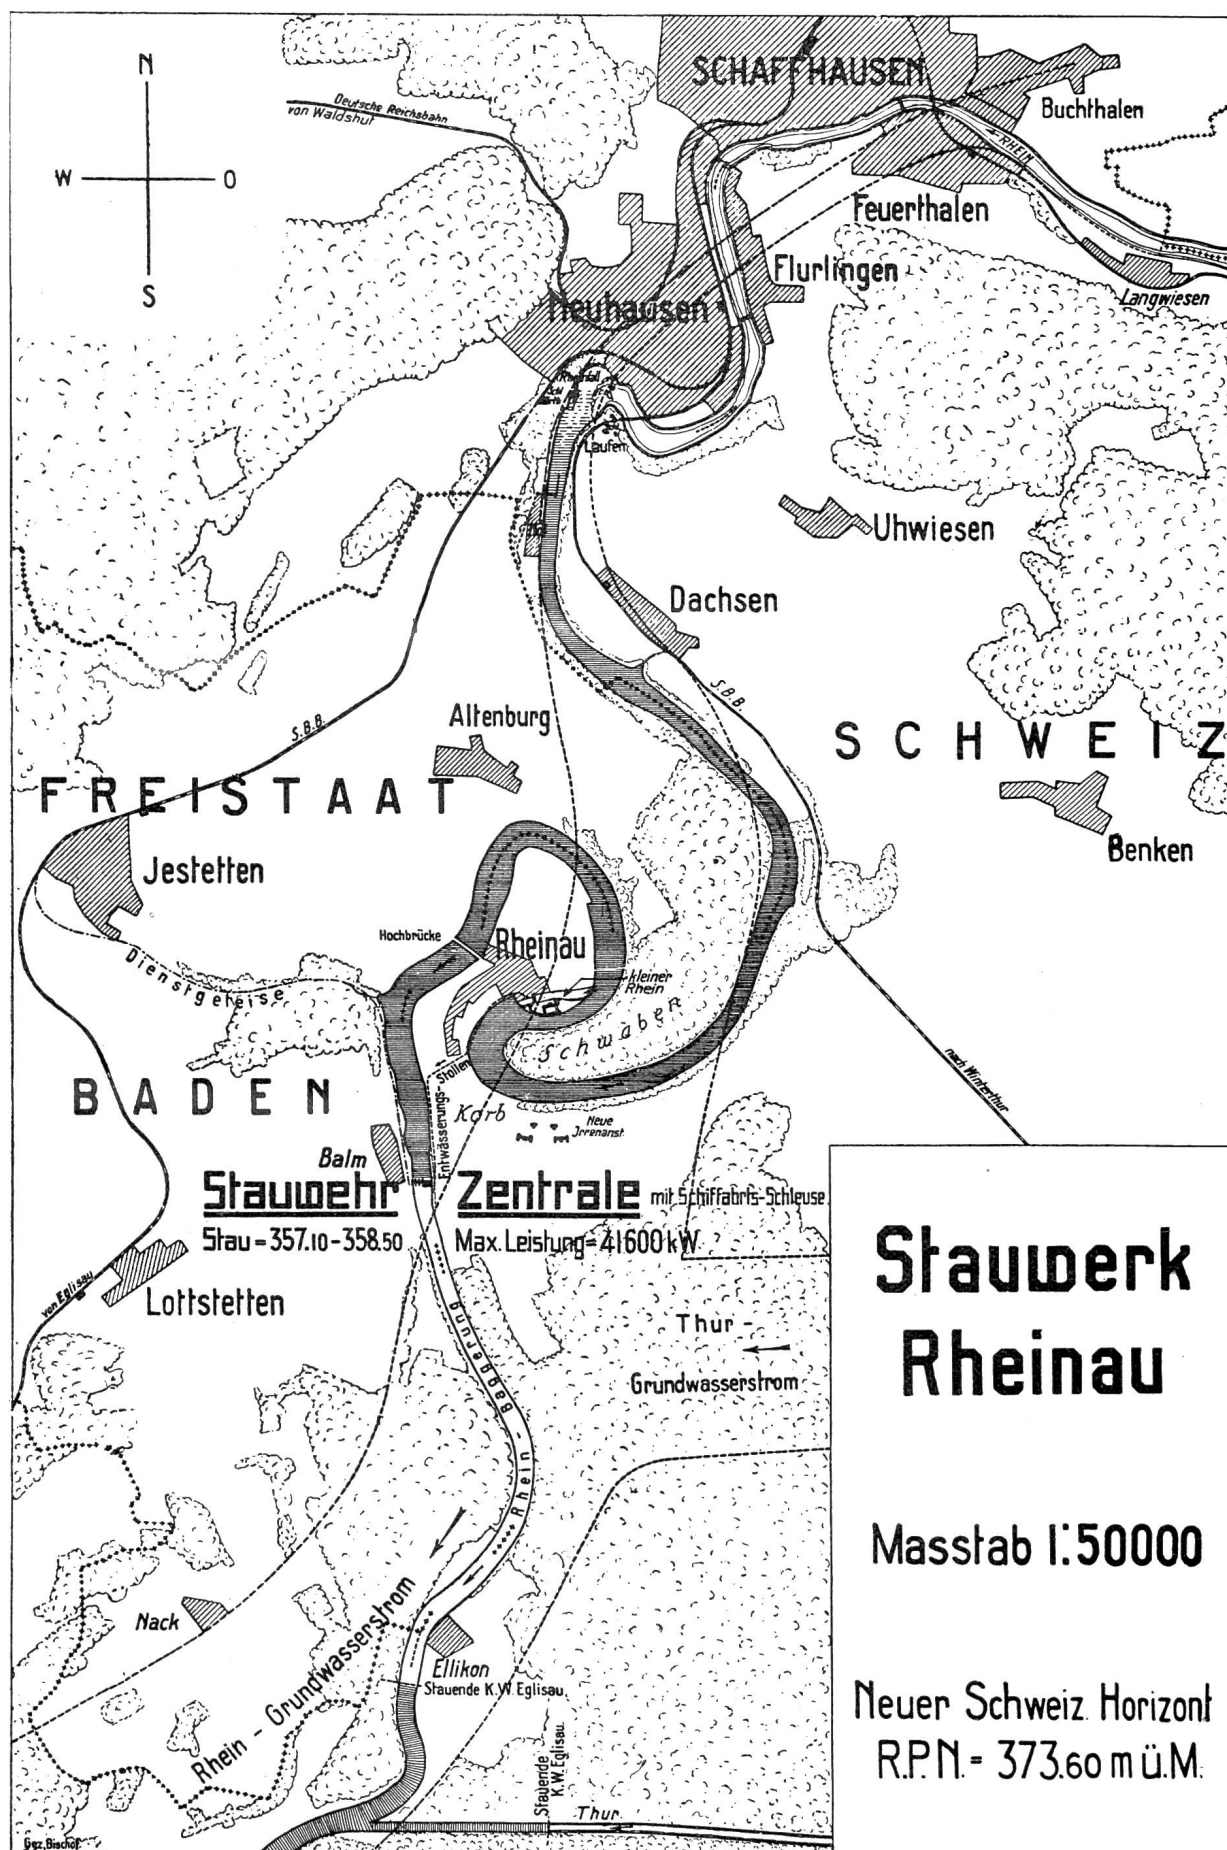 N
W
O
S
Deutsche Reichsbahn
von Waldshut
SCHAFFHAUSEN
Buchthalen
RHEIN
Feuerthalen
Flurlingen
Langwiesen
Neuhausen
Rheinfall
Laufen
Uhwiesen
Dachsen
S.B.B.
S.B.B.
Altenburg
SCHWEIZ
FREISTAAT
Benken
Jestetten
Hochbrücke
Rheinau
Dienstgeleise
kleiner
Rhein
Schwaben
nach Winterthur
BADEN
Entwässerungs-Stollen
Korb
Neue
Irrenanst.
Balm
Stauwehr
Stau = 357.10 - 358.50
Zentrale mit Schiffahrts-Schleuse
Max. Leistung = 41600 kW
von Eglisau
Lottstetten
Rhein - Baggerung
Thur -
Grundwasserstrom
Nack
Rhein - Grundwasserstrom
Ellikon
Stauende K.W. Eglisau.
Stauende
K.W. Eglisau.
Thur
Gez. Bischof.
Stauwerk
Rheinau
Masstab 1:50000
Neuer Schweiz. Horizont
R.P.N. = 373.60 m ü.M.